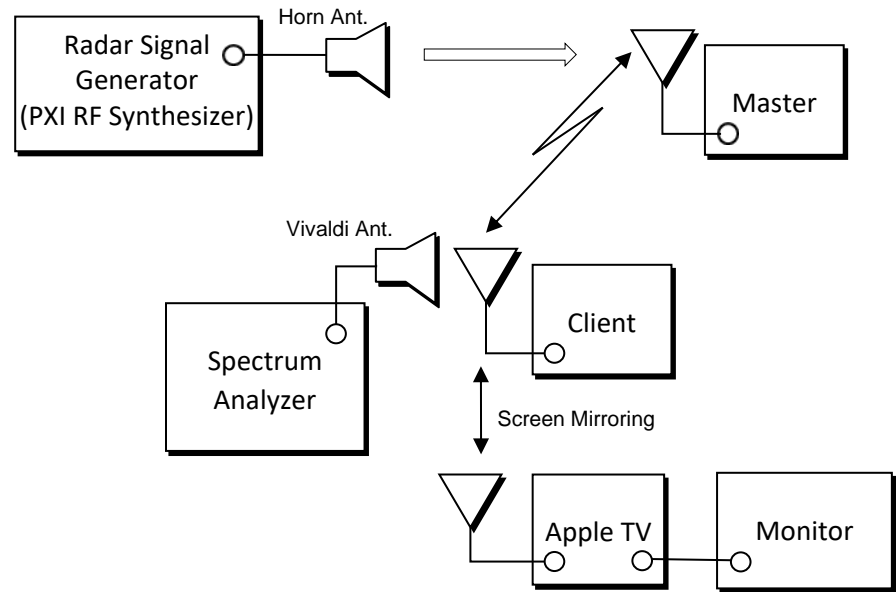 Horn Ant.
Radar Signal
Generator
(PXI RF Synthesizer)
Master
Vivaldi Ant.
Client
Spectrum
Analyzer
Screen Mirroring
Apple TV
Monitor